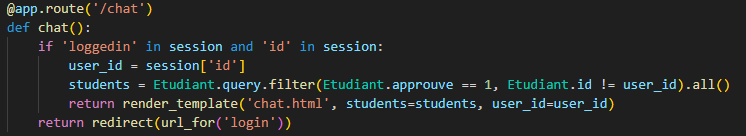 @app.route('/chat')
def chat():
    if 'loggedin' in session and 'id' in session:
        user_id = session['id']
        students = Etudiant.query.filter(Etudiant.approuve == 1, Etudiant.id != user_id).all()
        return render_template('chat.html', students=students, user_id=user_id)
    return redirect(url_for('login'))